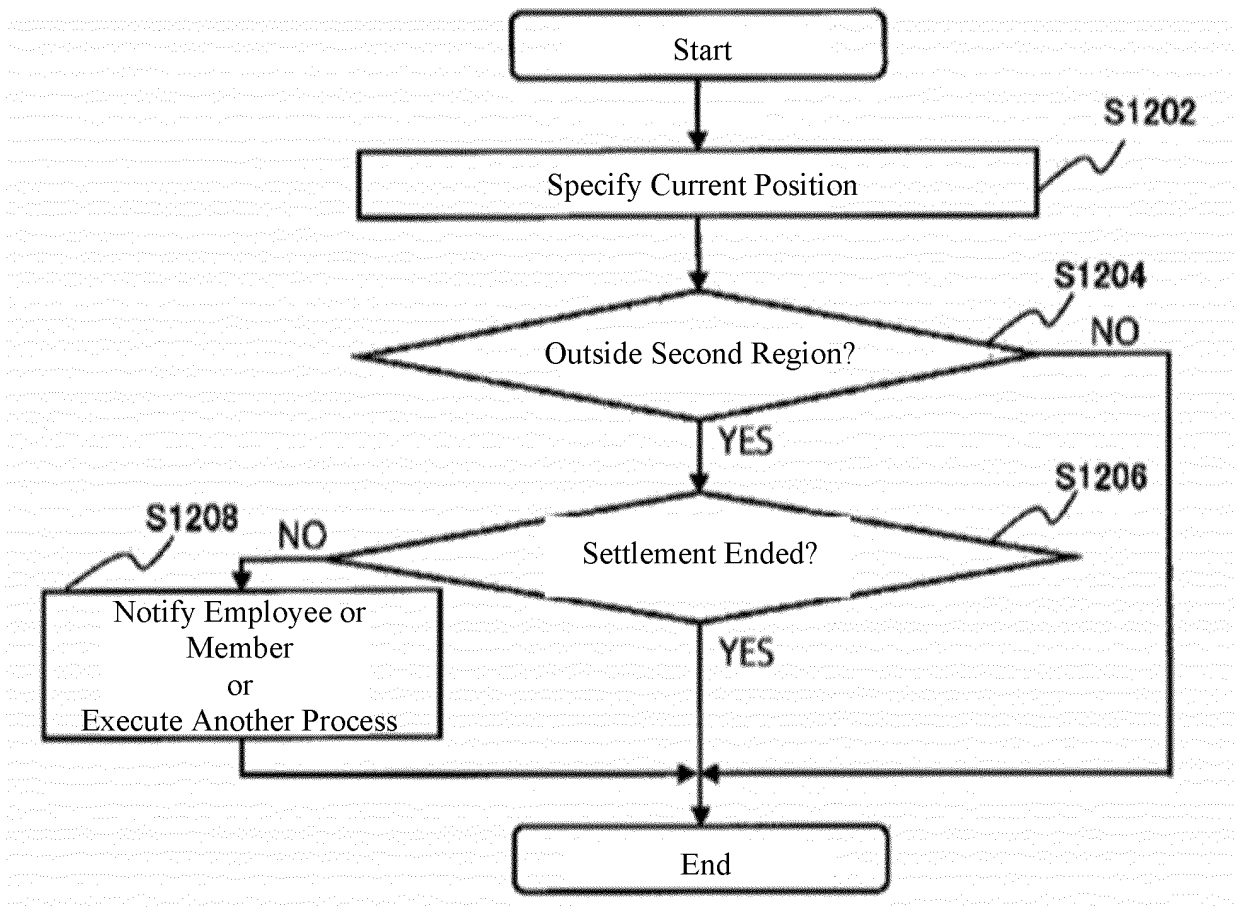 Start
S1202
Specify Current Position
S1204
Outside Second Region?
NO
YES
S1206
Settlement Ended?
S1208
NO
Notify Employee or
Member
or
Execute Another Process
YES
End